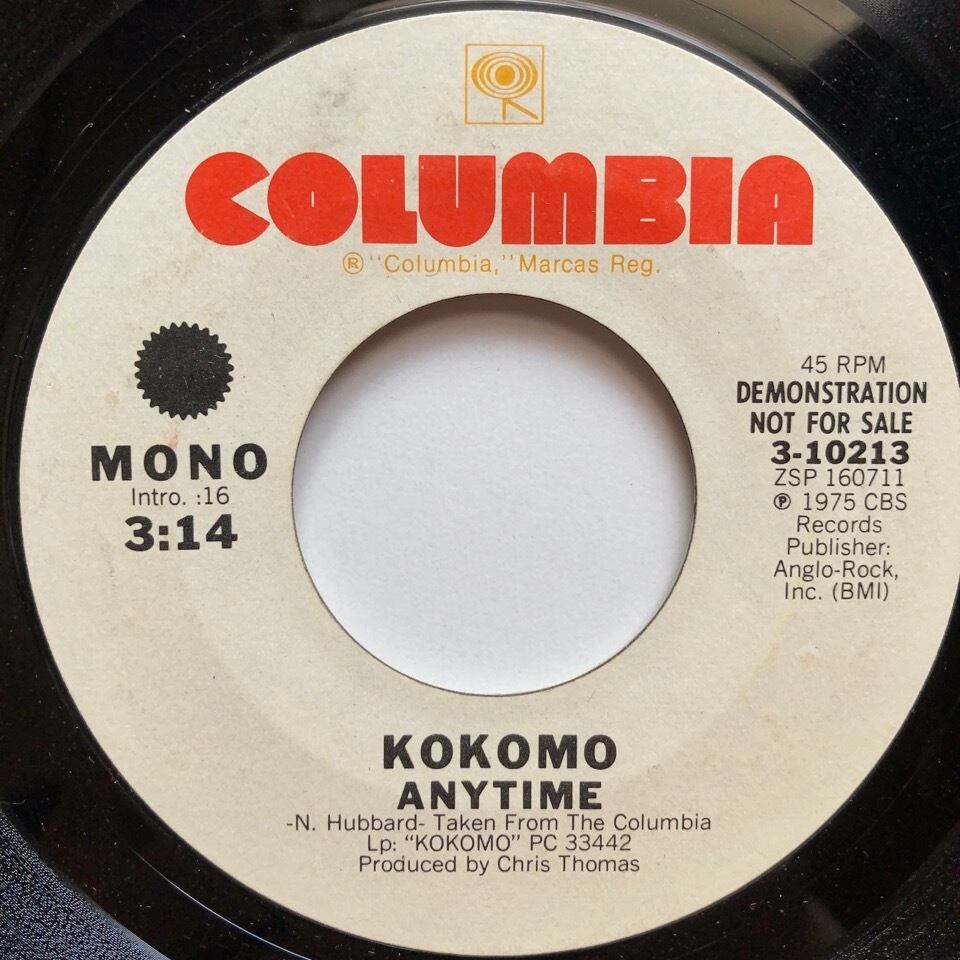 COLUMBIA
® "Columbia," Marcas Reg.
MONO
Intro. :16
3:14
45 RPM
DEMONSTRATION
NOT FOR SALE
3-10213
ZSP 160711
℗ 1975 CBS
Records
Publisher:
Anglo-Rock,
Inc. (BMI)
KOKOMO
ANYTIME
-N. Hubbard- Taken From The Columbia
Lp: "KOKOMO" PC 33442
Produced by Chris Thomas